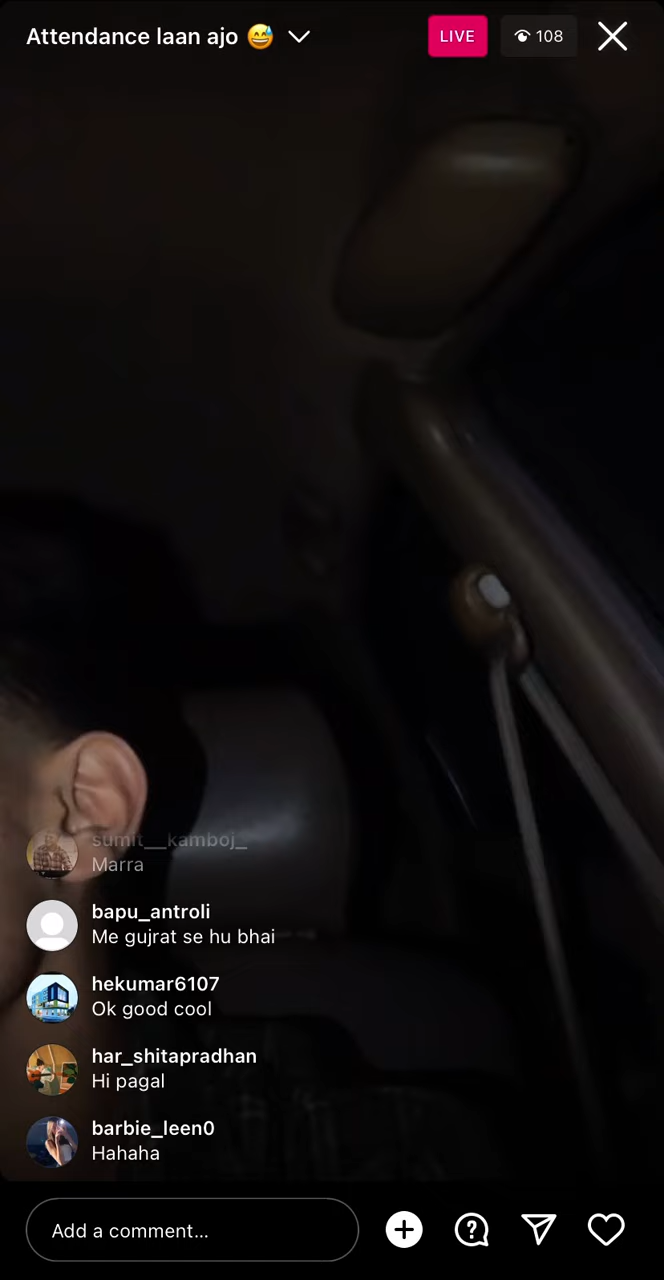 Attendance laan ajo 😅
LIVE
108
sumit__kamboj_
Marra
bapu_antroli
Me gujrat se hu bhai
hekumar6107
Ok good cool
har_shitapradhan
Hi pagal
barbie_leen0
Hahaha
Add a comment...